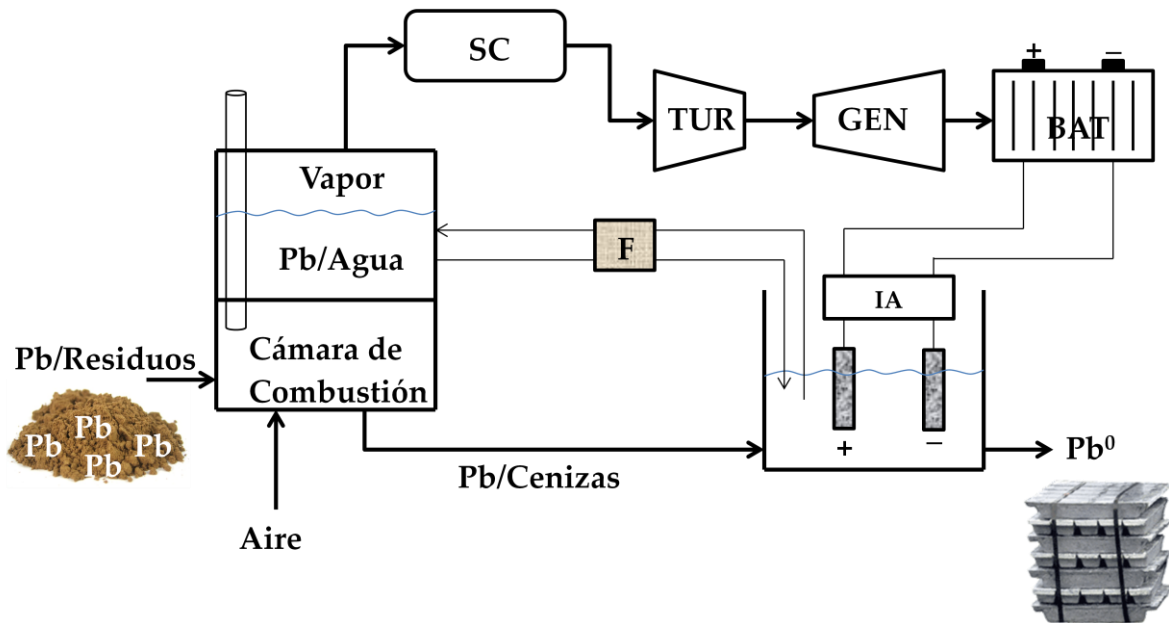 SC
+
−
TUR
GEN
BAT
Vapor
F
Pb/Agua
IA
Pb/Residuos
Cámara de
Combustión
Pb
Pb
Pb
Pb
+
−
Pb⁰
Pb/Cenizas
Aire